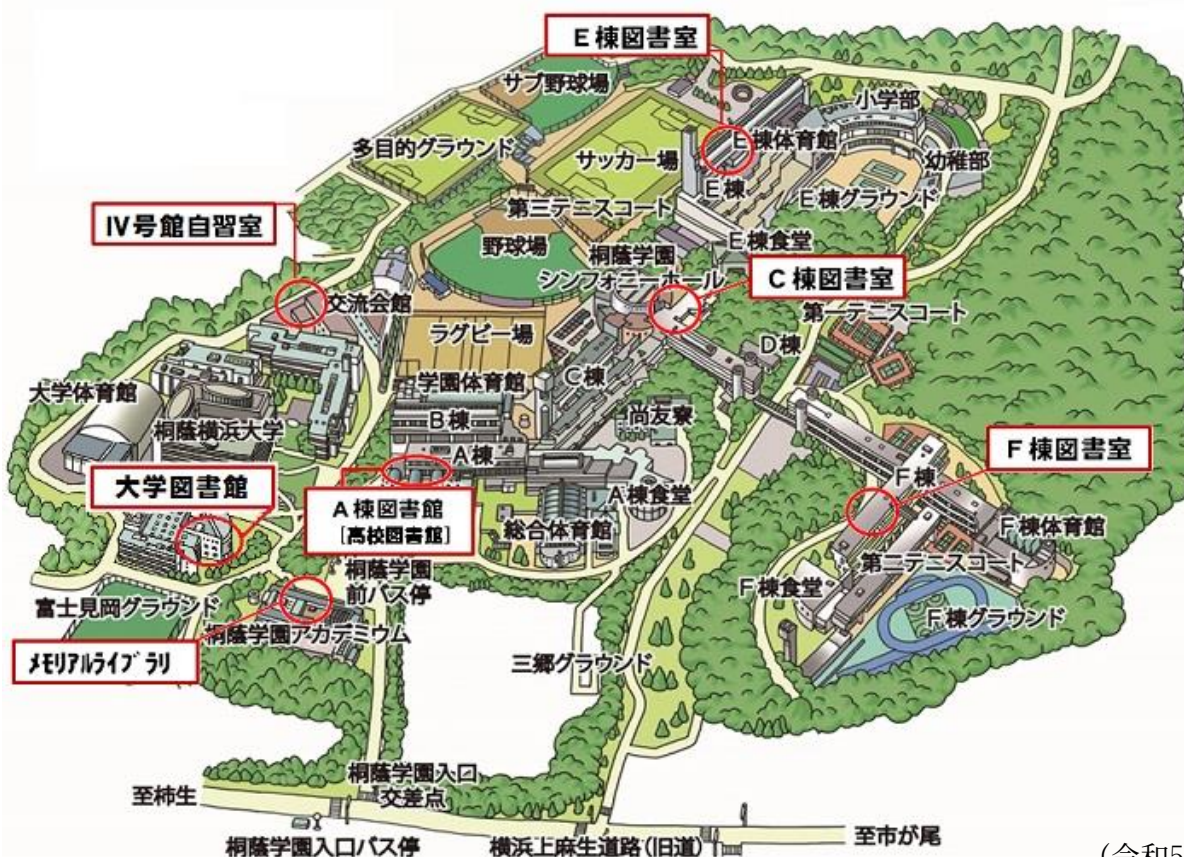 E棟図書室
サブ野球場
小学部
多目的グラウンド
サッカー場
E棟体育館
幼稚部
E棟
E棟グラウンド
第三テニスコート
Ⅳ号館自習室
野球場
桐蔭学園
シンフォニーホール
E棟食堂
C棟図書室
交流会館
第一テニスコート
ラグビー場
D棟
学園体育館
C棟
大学体育館
桐蔭横浜大学
B棟
尚友寮
A棟
F棟図書室
大学図書館
A棟図書館
[高校図書館]
A棟食堂
F棟
総合体育館
F棟体育館
桐蔭学園
前バス停
第二テニスコート
F棟食堂
富士見岡グラウンド
F棟グラウンド
桐蔭学園アカデミウム
メモリアルライブラリ
三郷グラウンド
桐蔭学園入口
交差点
至柿生
桐蔭学園入口バス停
横浜上麻生道路(旧道)
至市が尾
(令和5